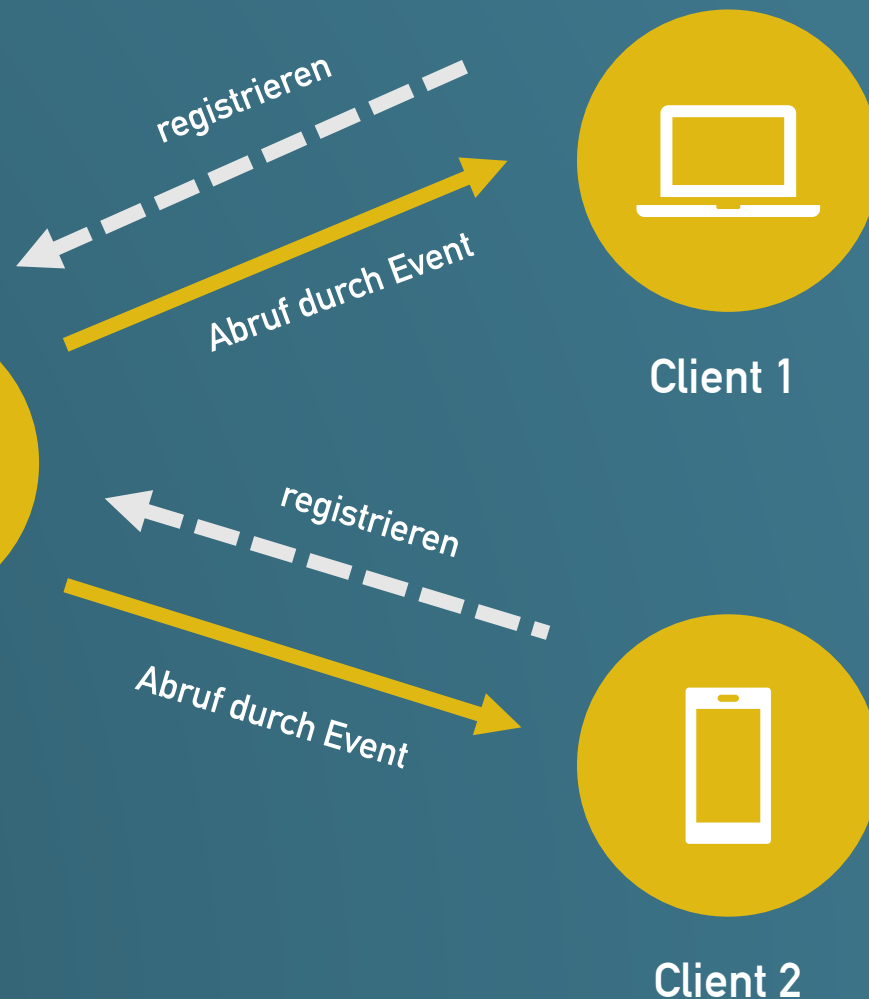 registrieren
Abruf durch Event
Client 1
registrieren
Abruf durch Event
Client 2